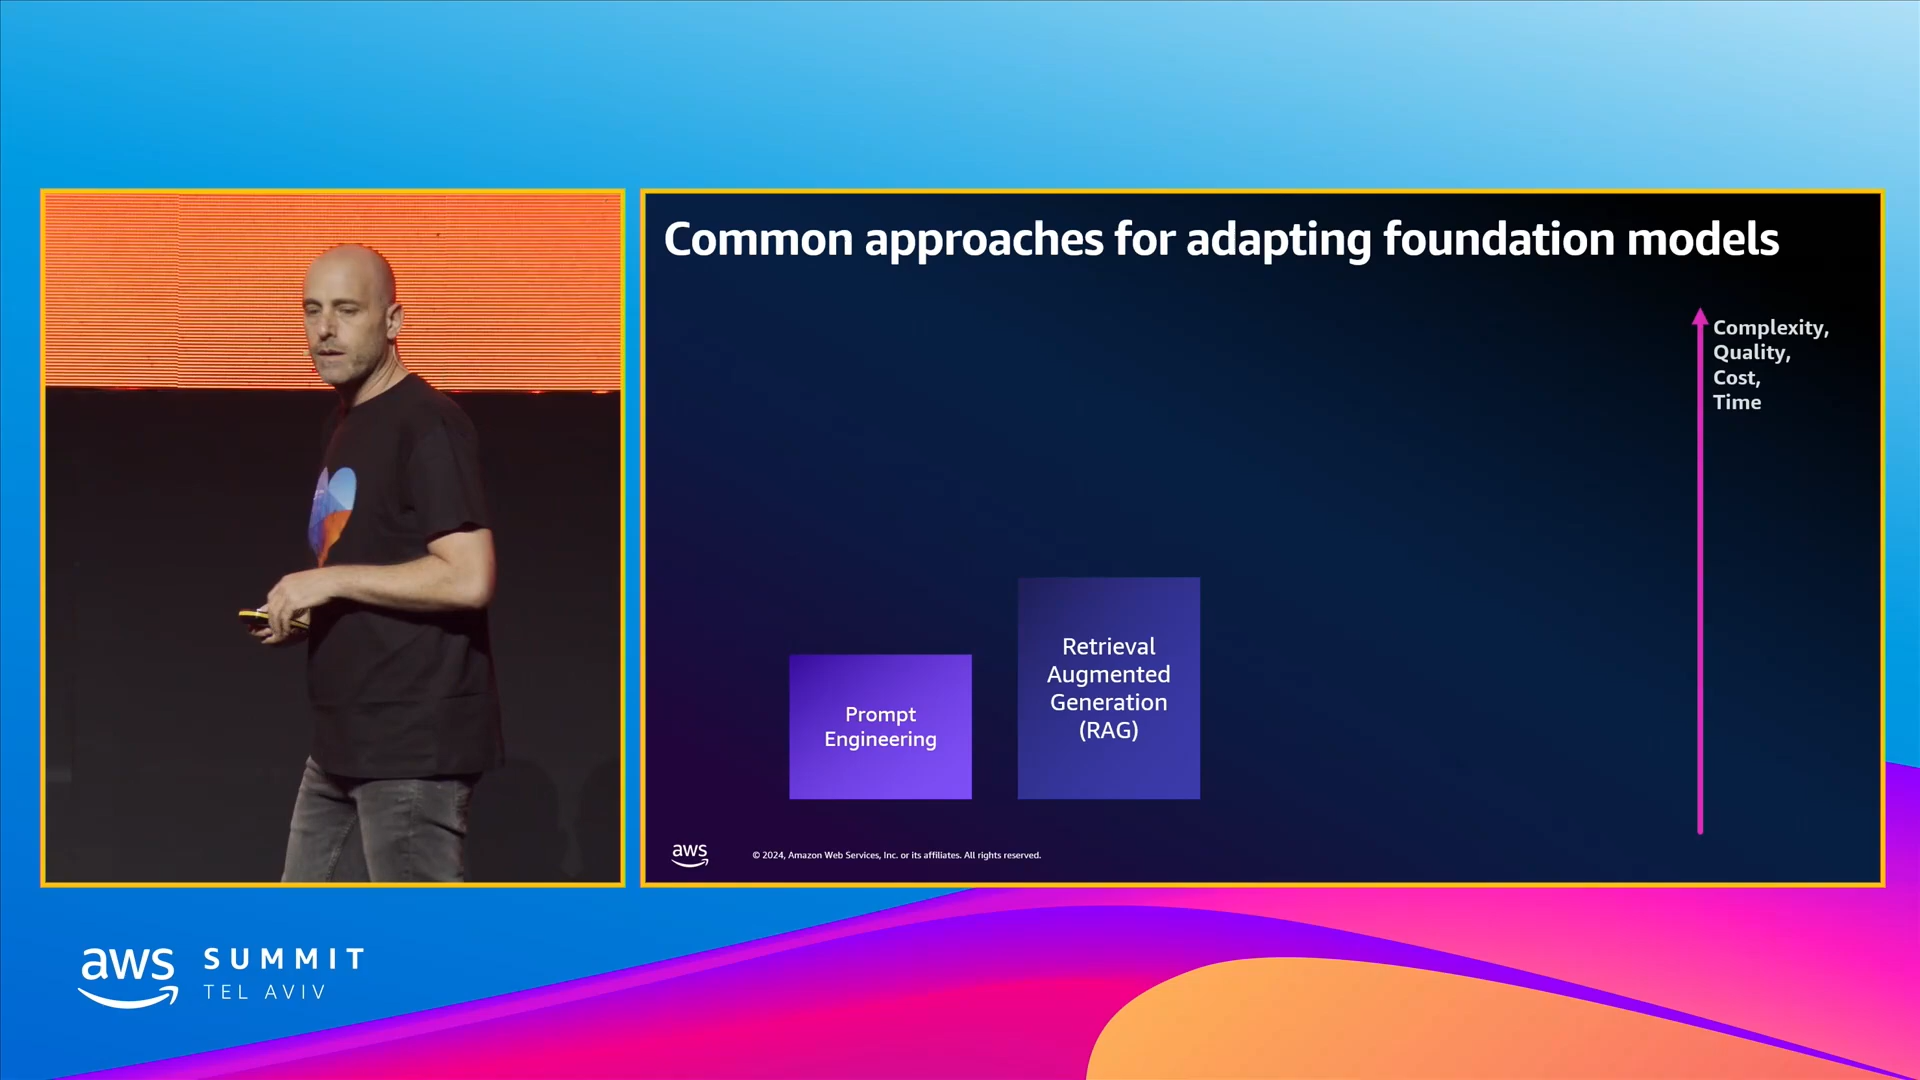 Common approaches for adapting foundation models
Complexity,
Quality,
Cost,
Time
Retrieval
Augmented
Generation
(RAG)
Prompt
Engineering
aws
© 2024, Amazon Web Services, Inc. or its affiliates. All rights reserved.
aws SUMMIT
TEL AVIV